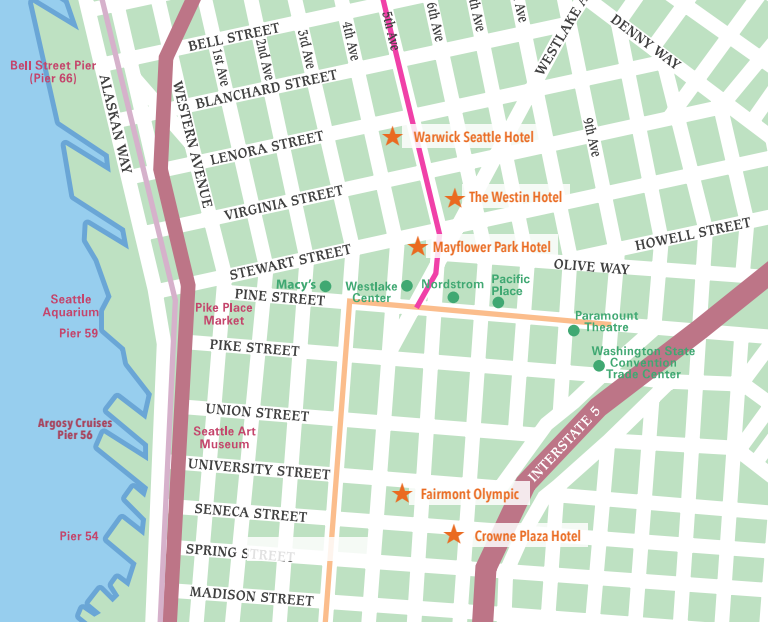 BELL STREET
1st Ave
2nd Ave
3rd Ave
4th Ave
5th Ave
6th Ave
th Ave
Ave
WESTLAKE A
DENNY WAY
Bell Street Pier
(Pier 66)
ALASKAN WAY
WESTERN AVENUE
BLANCHARD STREET
LENORA STREET
Warwick Seattle Hotel
9th Ave
VIRGINIA STREET
The Westin Hotel
STEWART STREET
Mayflower Park Hotel
HOWELL STREET
OLIVE WAY
Macy's
Westlake
Center
Nordstrom
Pacific
Place
PINE STREET
Seattle
Aquarium
Pier 59
Pike Place
Market
Paramount
Theatre
PIKE STREET
Washington State
Convention
Trade Center
UNION STREET
Argosy Cruises
Pier 56
Seattle Art
Museum
INTERSTATE 5
UNIVERSITY STREET
Fairmont Olympic
SENECA STREET
Pier 54
Crowne Plaza Hotel
SPRING STREET
MADISON STREET